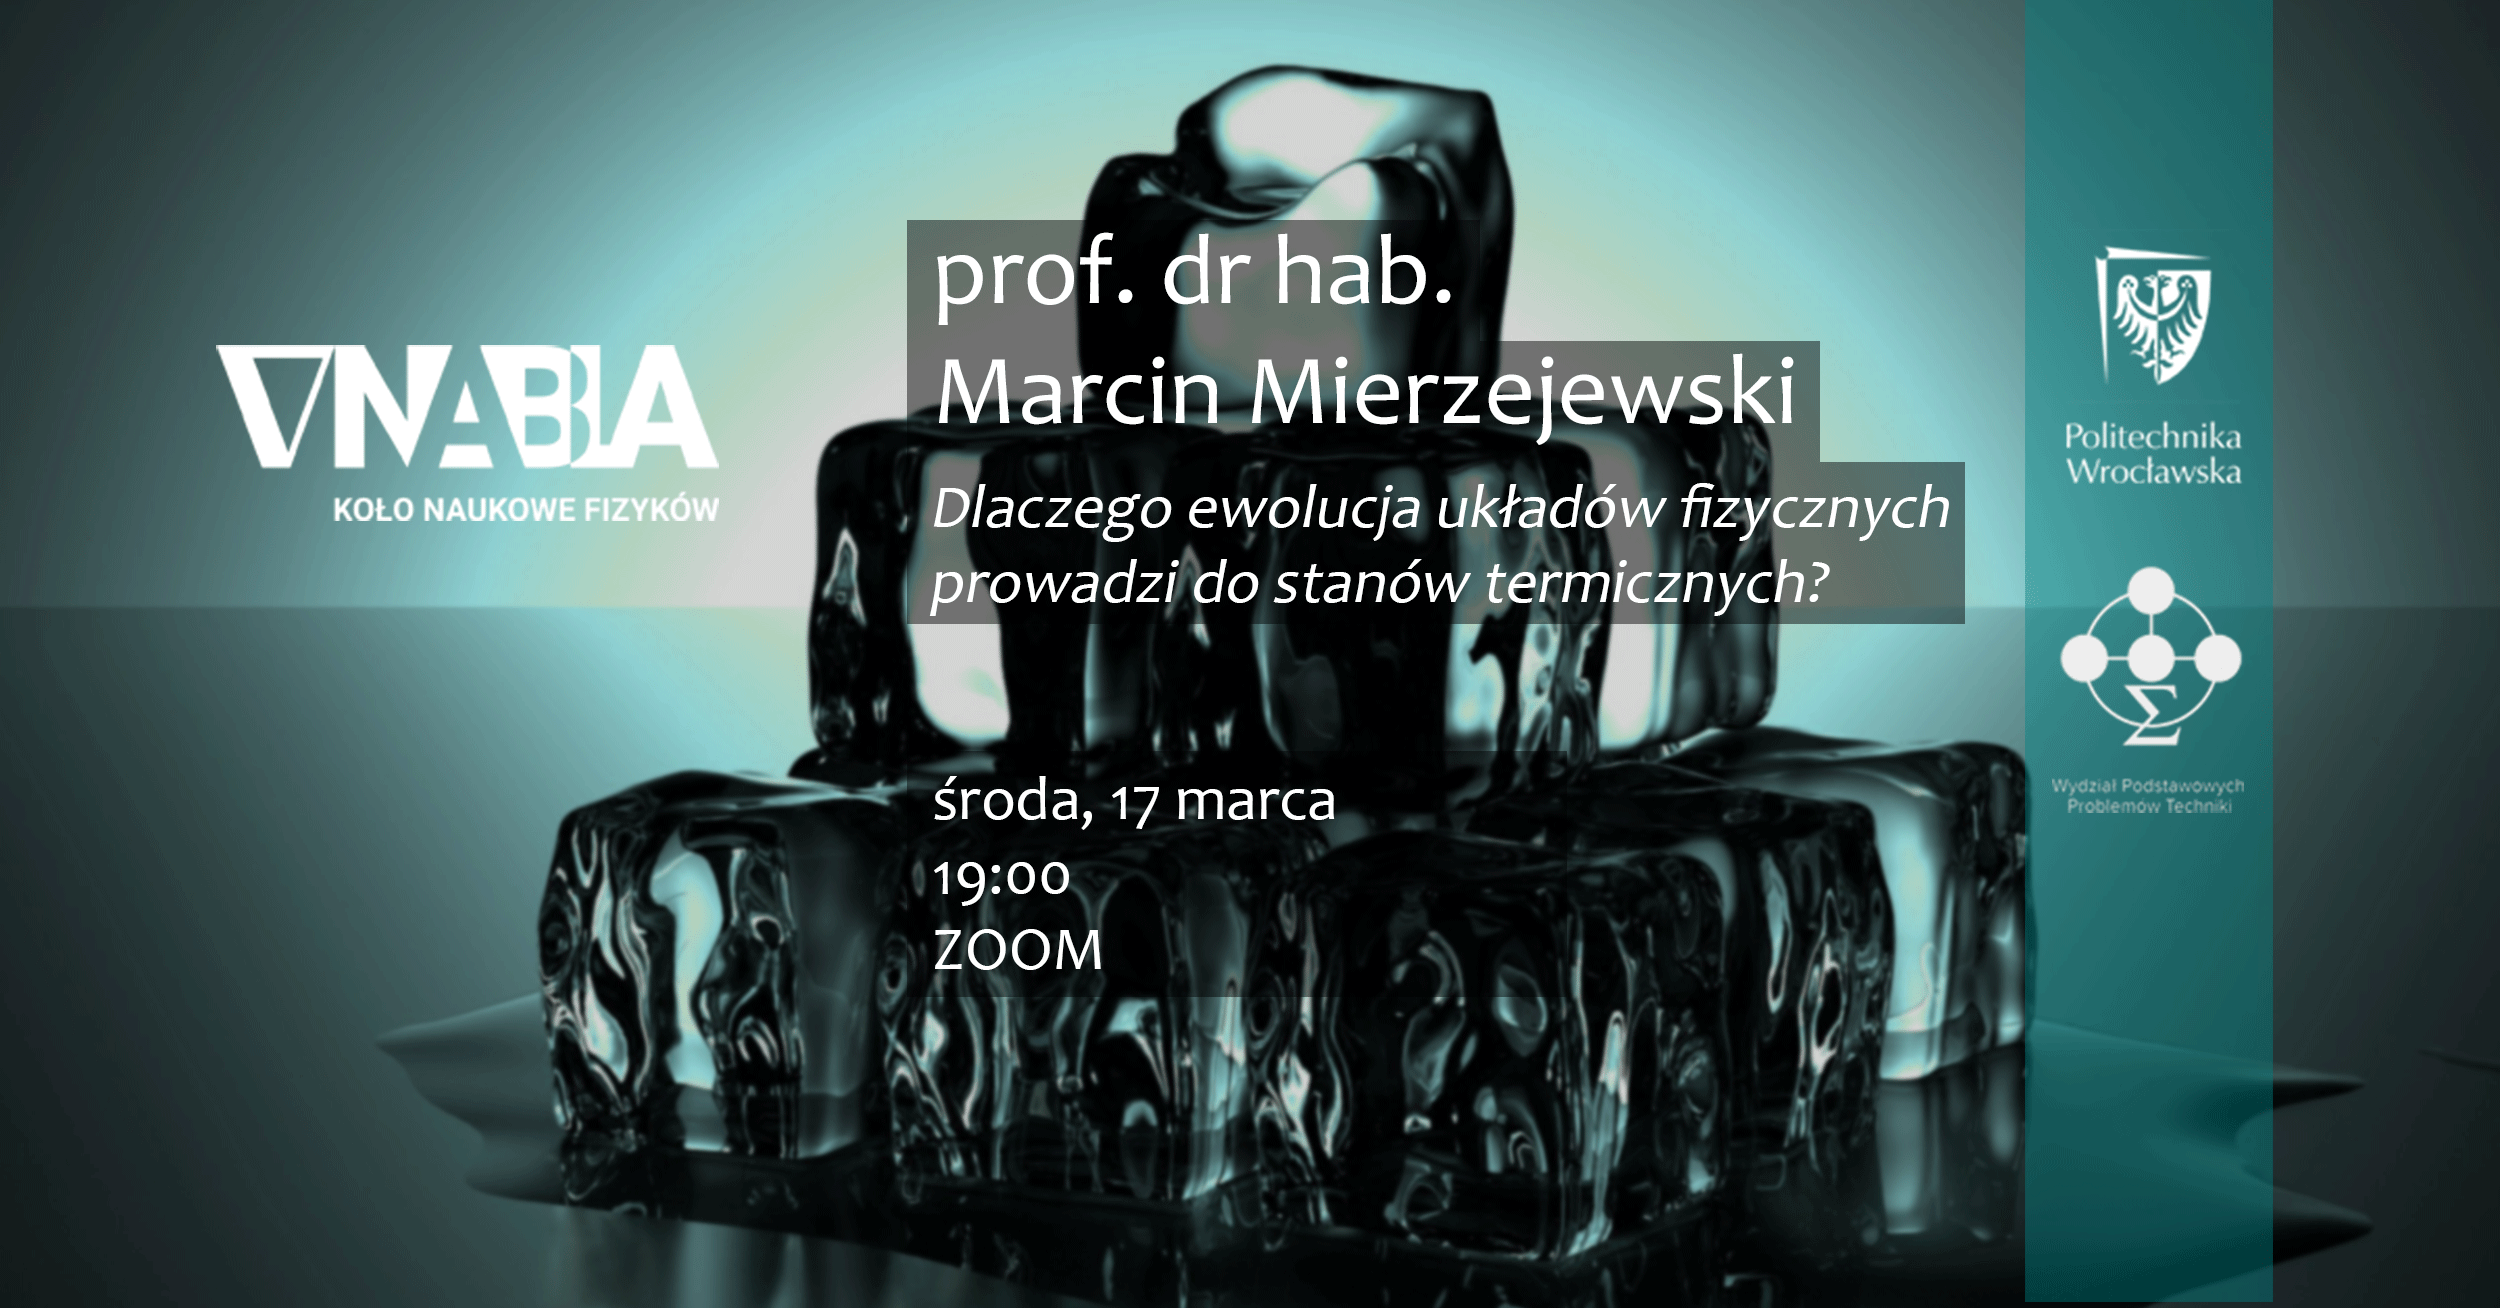 NABLA
KOŁO NAUKOWE FIZYKÓW
prof. dr hab.
Marcin Mierzejewski
Dlaczego ewolucja układów fizycznych
prowadzi do stanów termicznych?
środa, 17 marca
19:00
ZOOM
Politechnika
Wrocławska
Σ
Wydział Podstawowych
Problemów Techniki